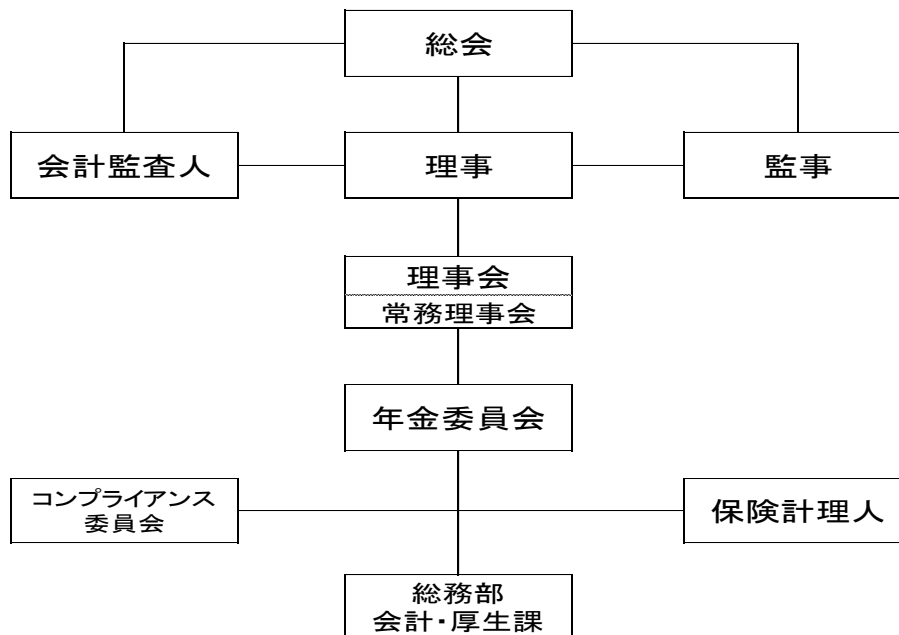 総会
会計監査人
理事
監事
理事会
常務理事会
年金委員会
コンプライアンス
委員会
保険計理人
総務部
会計・厚生課